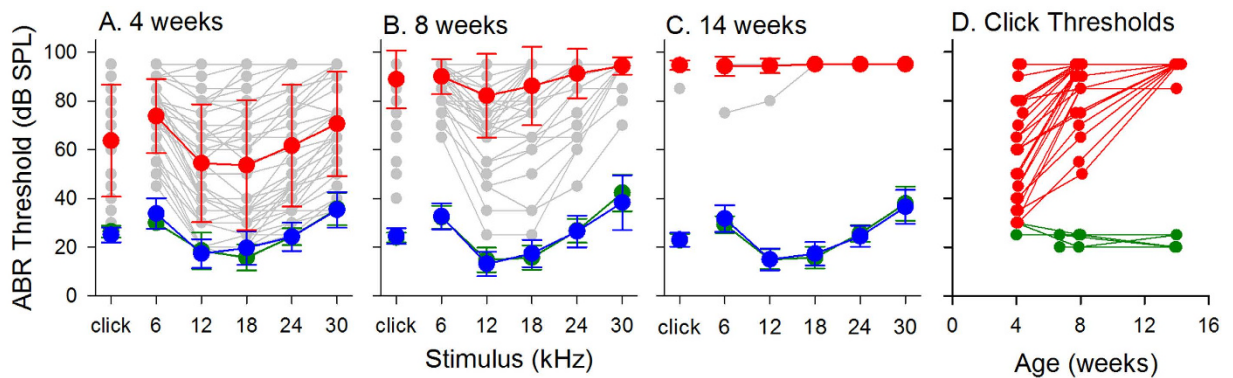 A. 4 weeks
B. 8 weeks
C. 14 weeks
D. Click Thresholds
ABR Threshold (dB SPL)
100
80
60
40
20
0
click 6 12 18 24 30
click 6 12 18 24 30
click 6 12 18 24 30
0 4 8 12 16
Stimulus (kHz)
Age (weeks)